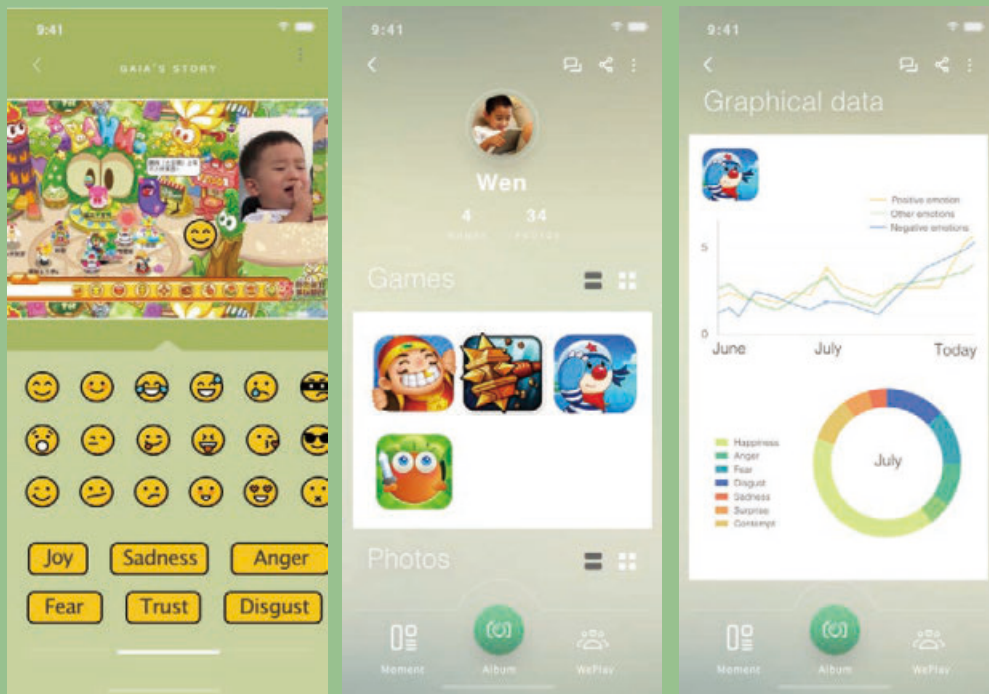 9:41
GAIA'S STORY
Joy
Sadness
Anger
Fear
Trust
Disgust
9:41
Wen
4
34
GAMES
PHOTOS
Games
Photos
Moment
Album
WePlay
9:41
Graphical data
Positive emotion
Other emotions
Negative emotions
5
0
June
July
Today
Happiness
Anger
Fear
Disgust
Sadness
Surprise
Contempt
July
Moment
Album
WePlay